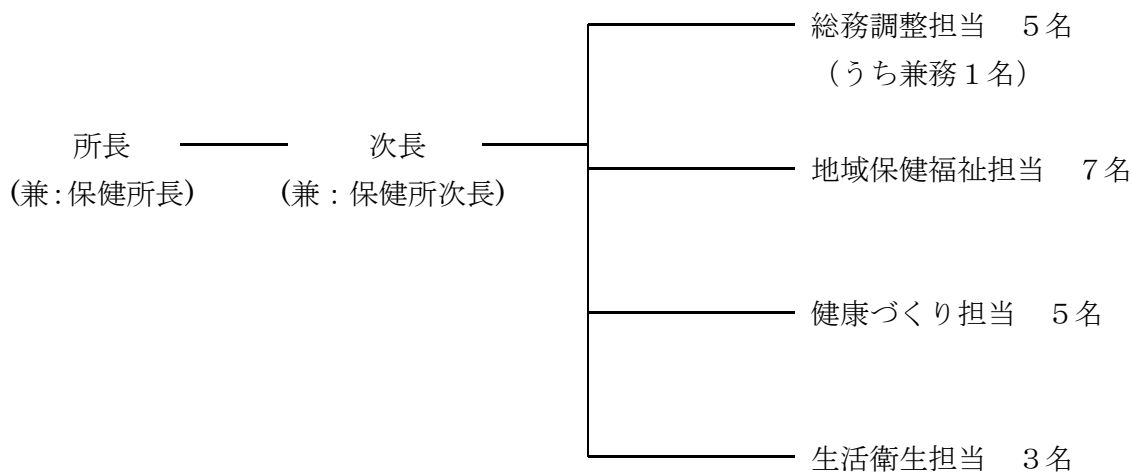 総務調整担当　５名
（うち兼務１名）
所長　次長
(兼：保健所長)　(兼：保健所次長)
地域保健福祉担当　７名
健康づくり担当　５名
生活衛生担当　３名